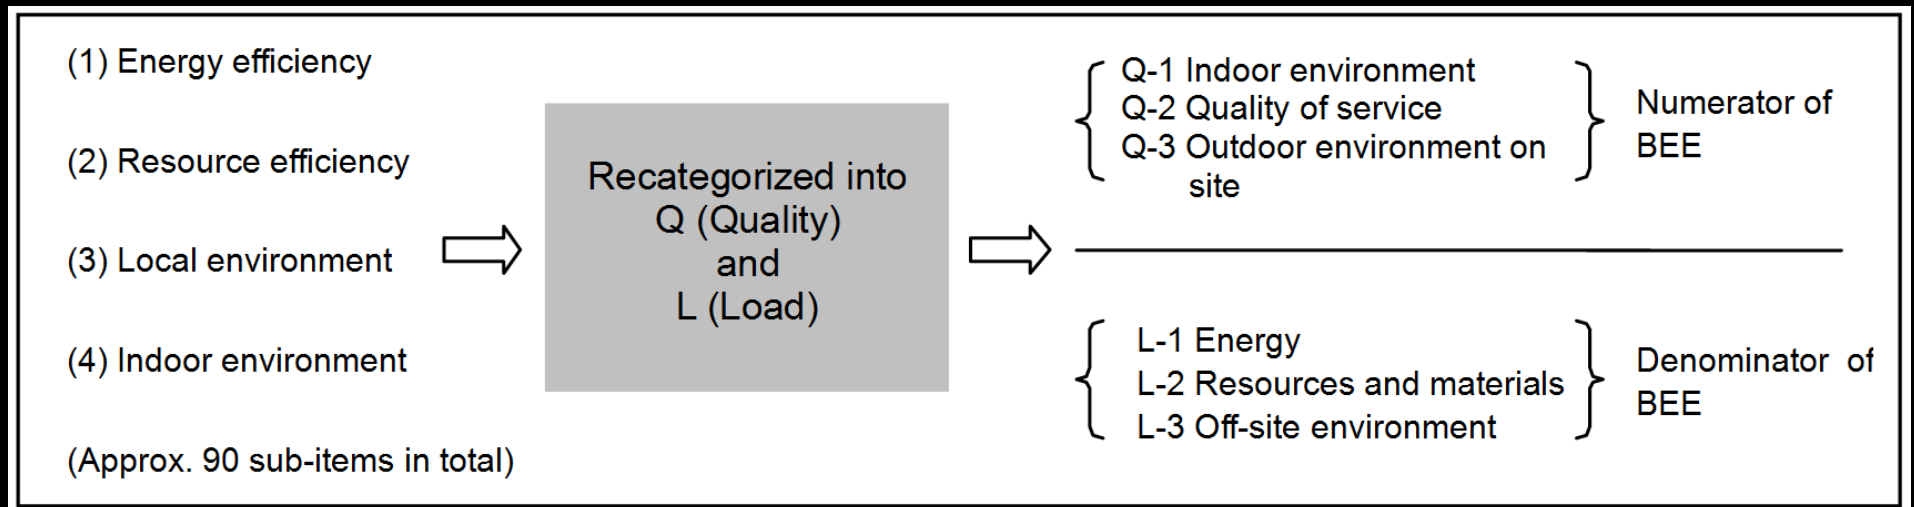 (1) Energy efficiency
(2) Resource efficiency
(3) Local environment
(4) Indoor environment
(Approx. 90 sub-items in total)
Recategorized into
Q (Quality)
and
L (Load)
Q-1 Indoor environment
Q-2 Quality of service
Q-3 Outdoor environment on
site
Numerator of
BEE
L-1 Energy
L-2 Resources and materials
L-3 Off-site environment
Denominator of
BEE